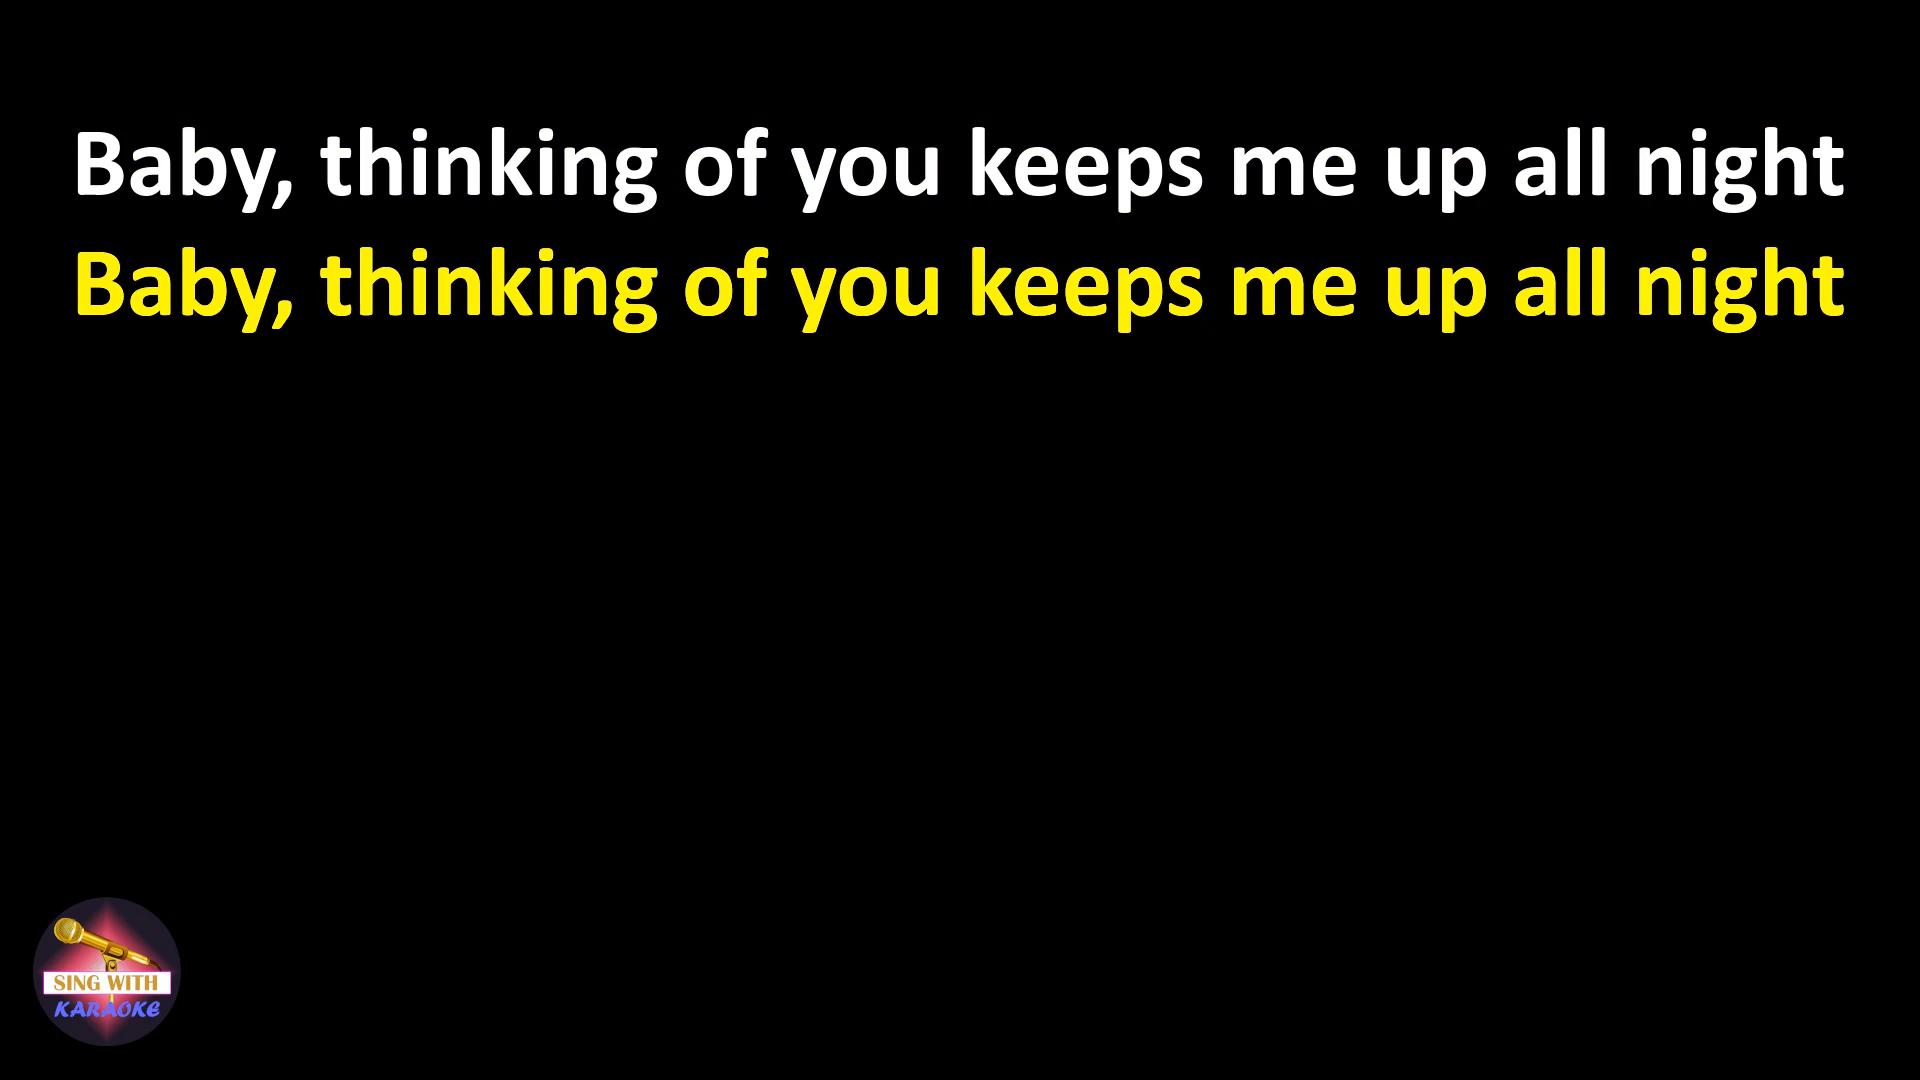 Baby, thinking of you keeps me up all night
Baby, thinking of you keeps me up all night
SING WITH
KARAOKE